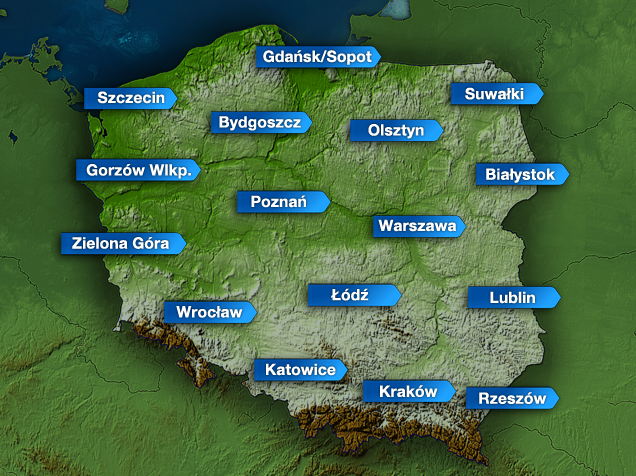 Gdańsk/Sopot
Suwałki
Szczecin
Bydgoszcz
Olsztyn
Gorzów Wlkp.
Białystok
Poznań
Warszawa
Zielona Góra
Łódź
Lublin
Wrocław
Katowice
Kraków
Rzeszów